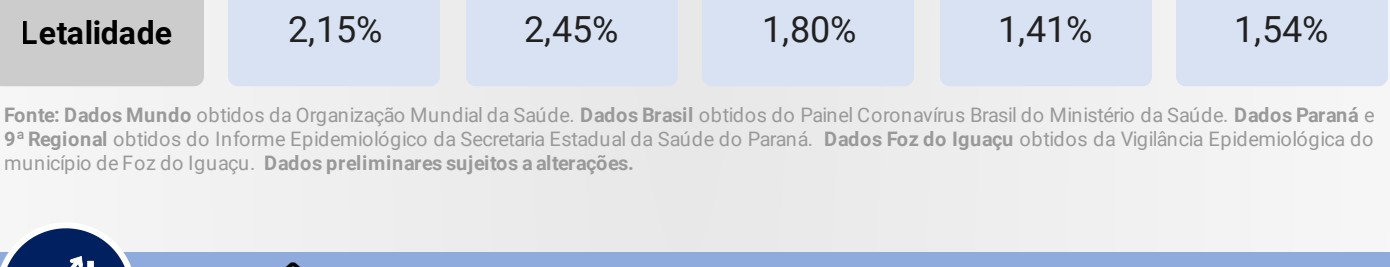 Letalidade 2,15% 2,45% 1,80% 1,41% 1,54%
Fonte: Dados Mundo obtidos da Organização Mundial da Saúde. Dados Brasil obtidos do Painel Coronavírus Brasil do Ministério da Saúde. Dados Paraná e
9ª Regional obtidos do Informe Epidemiológico da Secretaria Estadual da Saúde do Paraná. Dados Foz do Iguaçu obtidos da Vigilância Epidemiológica do
município de Foz do Iguaçu. Dados preliminares sujeitos a alterações.